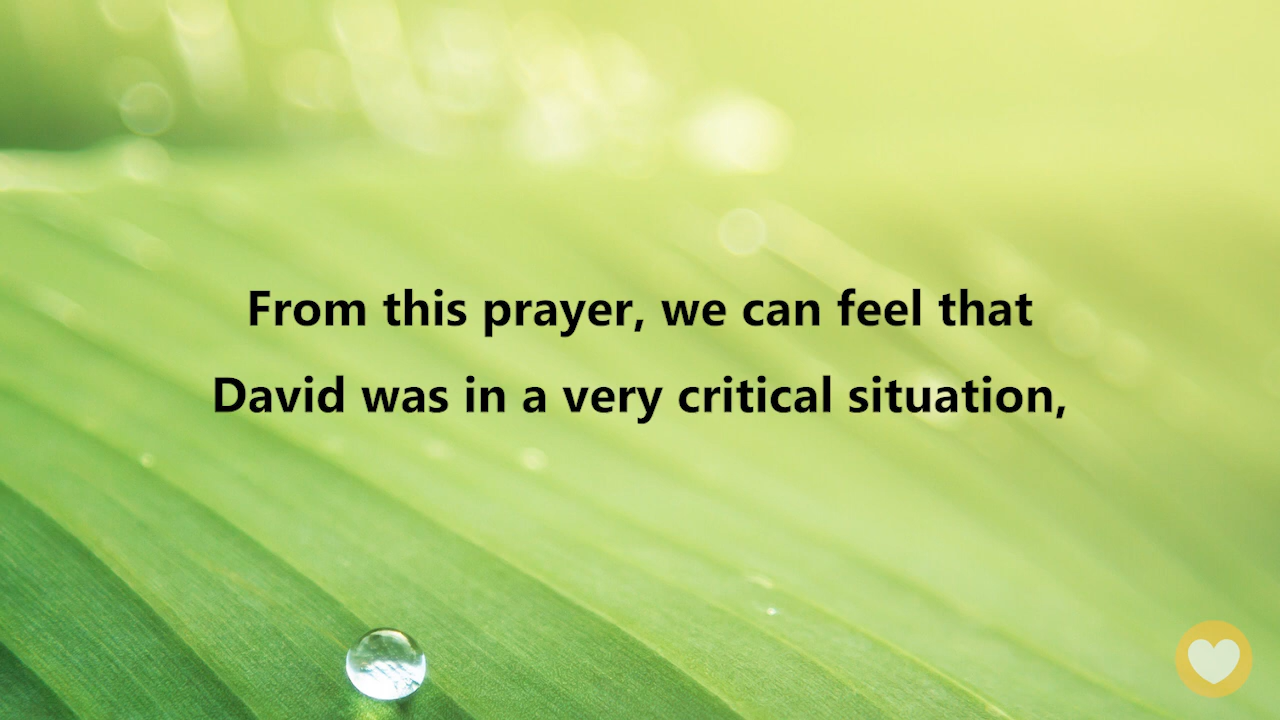 From this prayer, we can feel that
David was in a very critical situation,